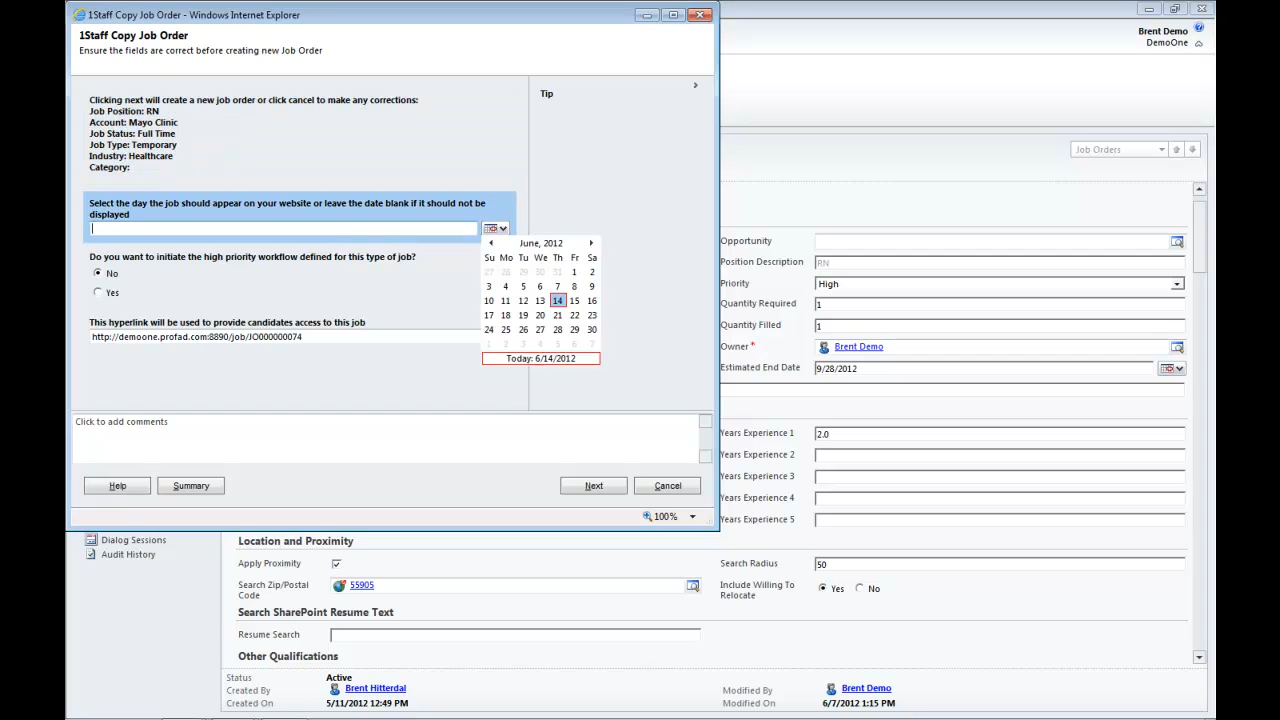 1Staff Copy Job Order - Windows Internet Explorer
1Staff Copy Job Order
Ensure the fields are correct before creating new Job Order
Brent Demo
DemoOne
Clicking next will create a new job order or click cancel to make any corrections:
Job Position: RN
Account: Mayo Clinic
Job Status: Full Time
Job Type: Temporary
Industry: Healthcare
Category:
Tip
Select the day the job should appear on your website or leave the date blank if it should not be
displayed
June, 2012
Su Mo Tu We Th Fr Sa
27 28 29 30 31 1 2
3 4 5 6 7 8 9
10 11 12 13 14 15 16
17 18 19 20 21 22 23
24 25 26 27 28 29 30
1 2 3 4 5 6 7
Today: 6/14/2012
Do you want to initiate the high priority workflow defined for this type of job?
No
Yes
This hyperlink will be used to provide candidates access to this job
http://demoone.profad.com:8890/job/JO000000074
Click to add comments
Help
Summary
Next
Cancel
100%
Job Orders
Opportunity
Position Description RN
Priority High
Quantity Required 1
Quantity Filled 1
Owner * Brent Demo
Estimated End Date 9/28/2012
Years Experience 1 2.0
Years Experience 2
Years Experience 3
Years Experience 4
Years Experience 5
Dialog Sessions
Audit History
Location and Proximity
Apply Proximity
Search Radius 50
Search Zip/Postal
Code
55905
Include Willing To
Relocate
Yes No
Search SharePoint Resume Text
Resume Search
Other Qualifications
Status Active
Created By Brent Hitterdal
Modified By Brent Demo
Created On 5/11/2012 12:49 PM
Modified On 6/7/2012 1:15 PM